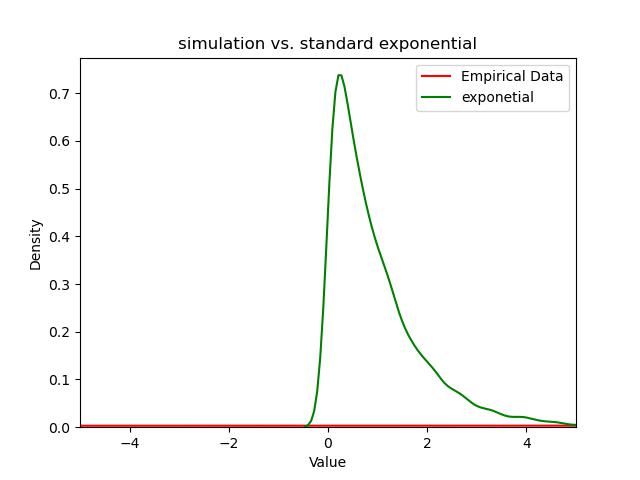 simulation vs. standard exponential
Empirical Data
exponetial
Density
0.7
0.6
0.5
0.4
0.3
0.2
0.1
0.0
−4
−2
0
2
4
Value